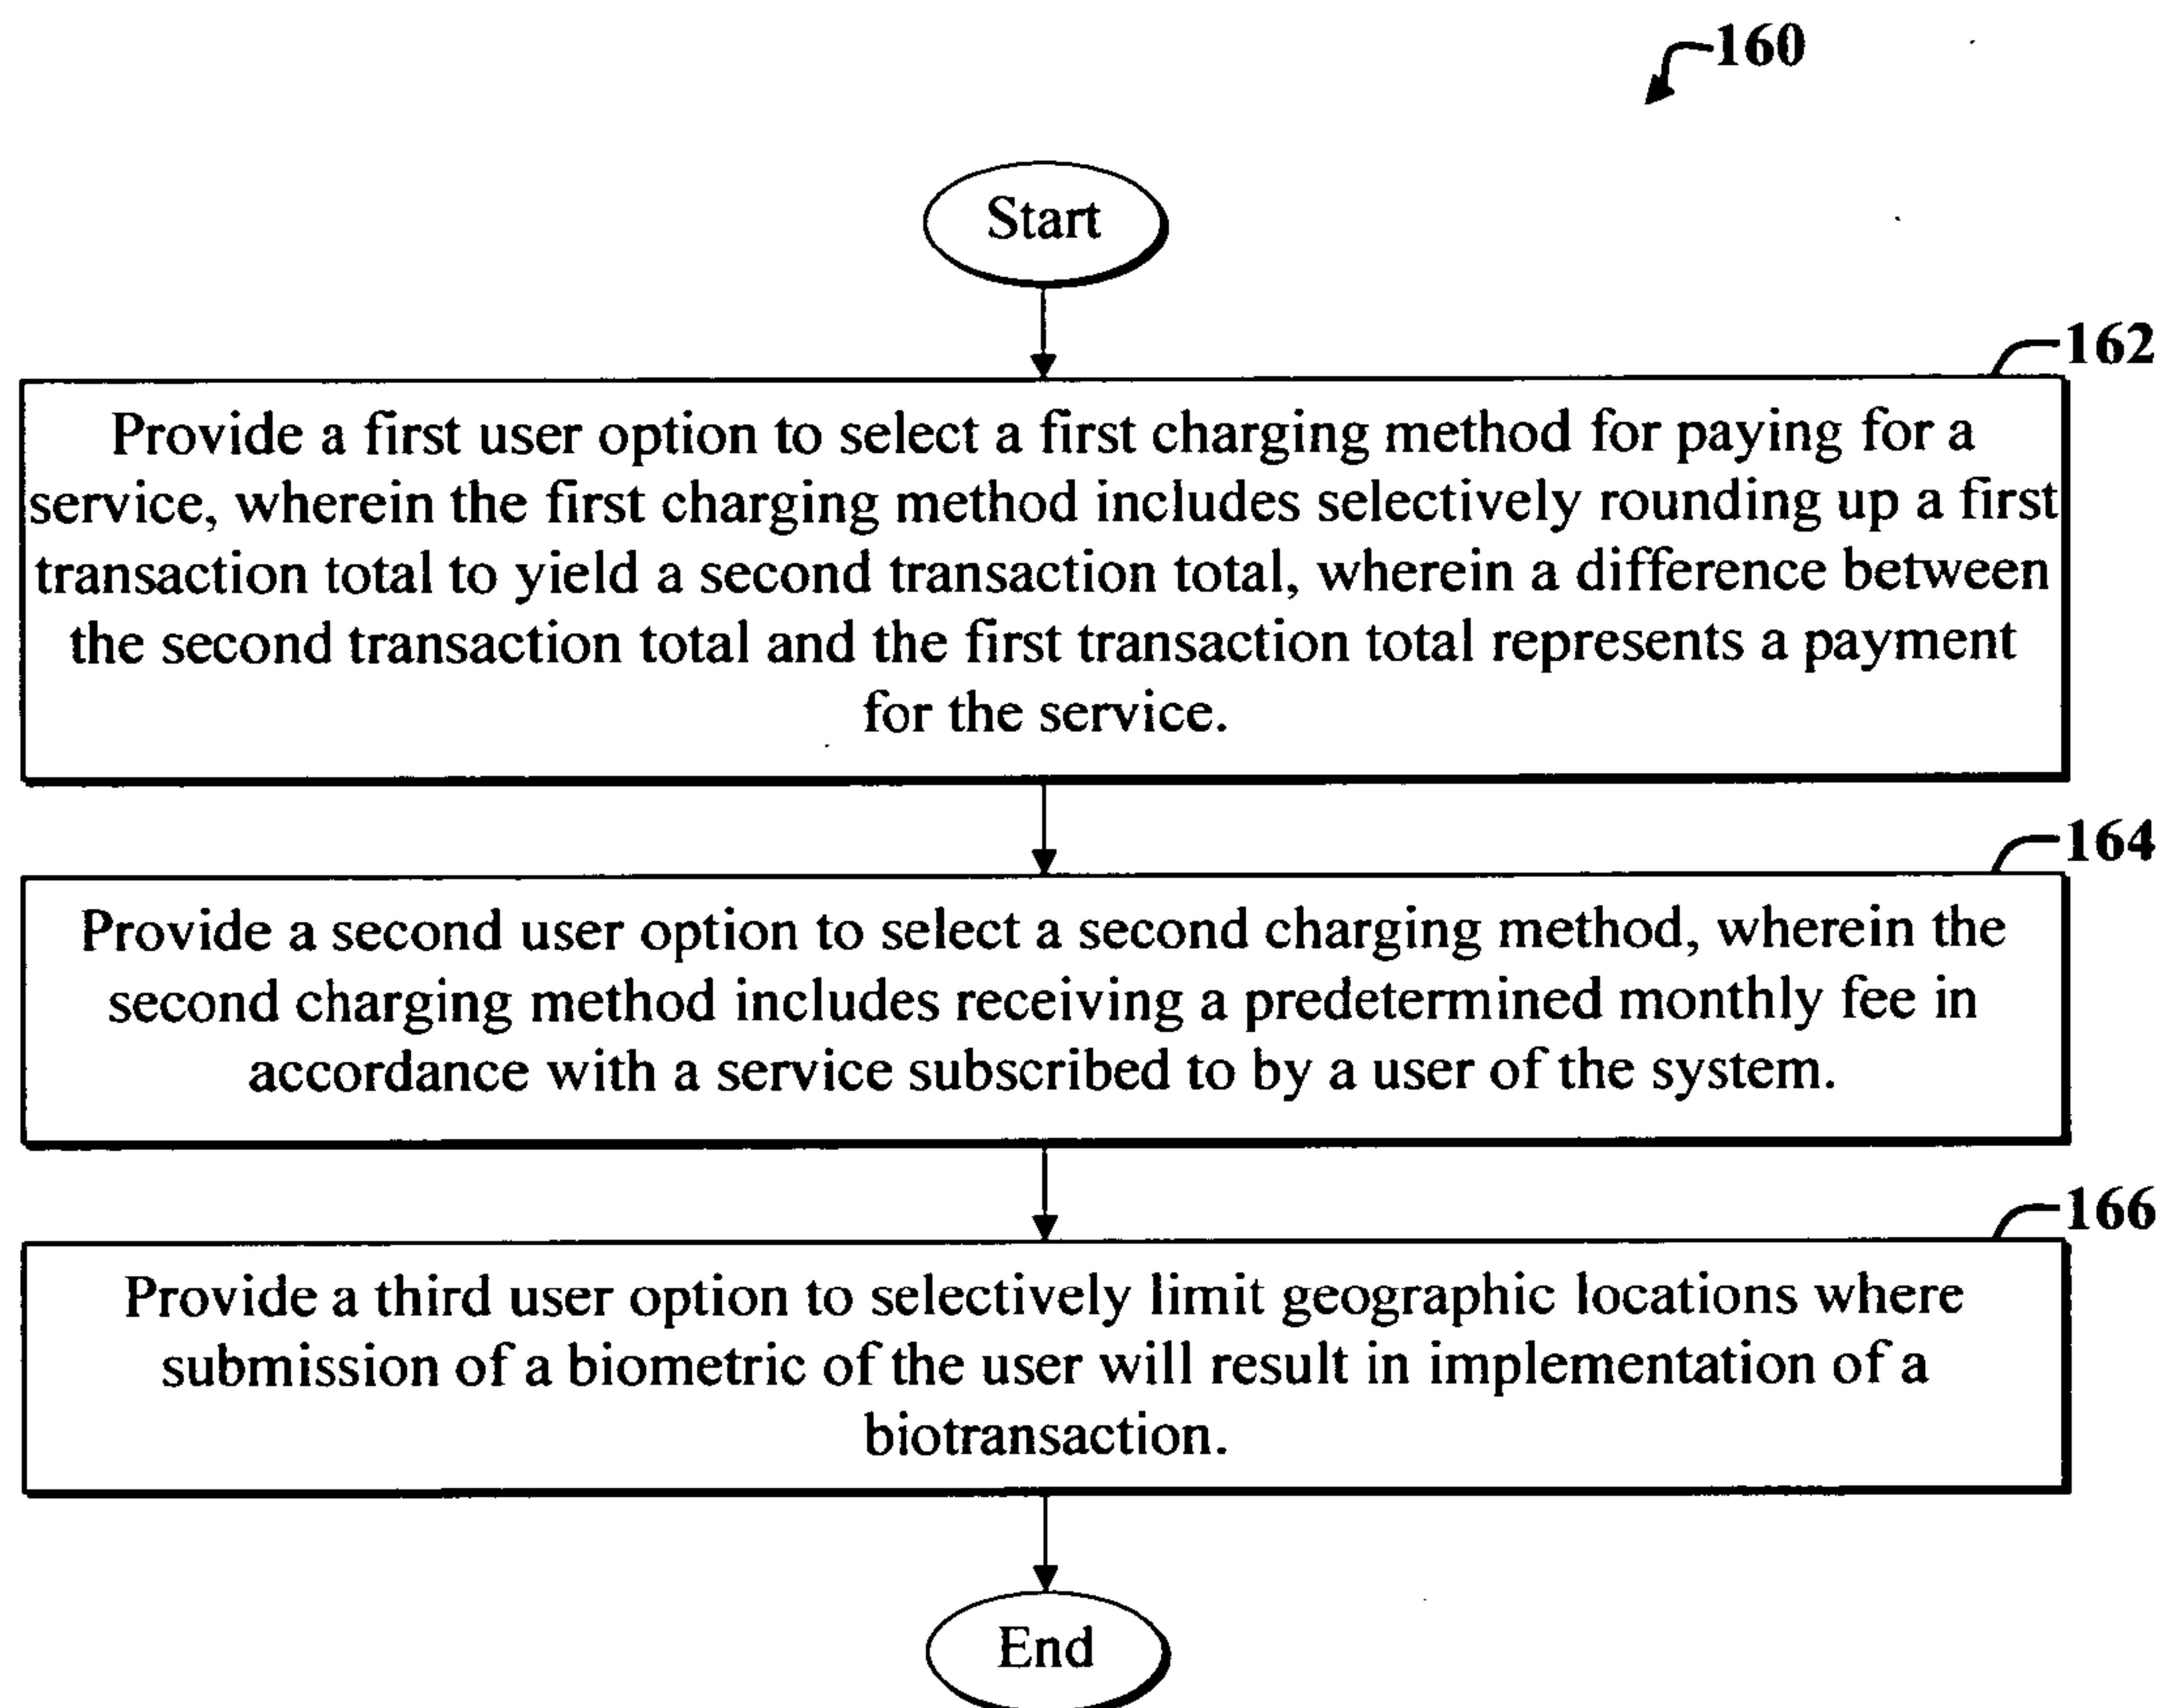 160
Start
162
Provide a first user option to select a first charging method for paying for a
service, wherein the first charging method includes selectively rounding up a first
transaction total to yield a second transaction total, wherein a difference between
the second transaction total and the first transaction total represents a payment
for the service.
164
Provide a second user option to select a second charging method, wherein the
second charging method includes receiving a predetermined monthly fee in
accordance with a service subscribed to by a user of the system.
166
Provide a third user option to selectively limit geographic locations where
submission of a biometric of the user will result in implementation of a
biotransaction.
End